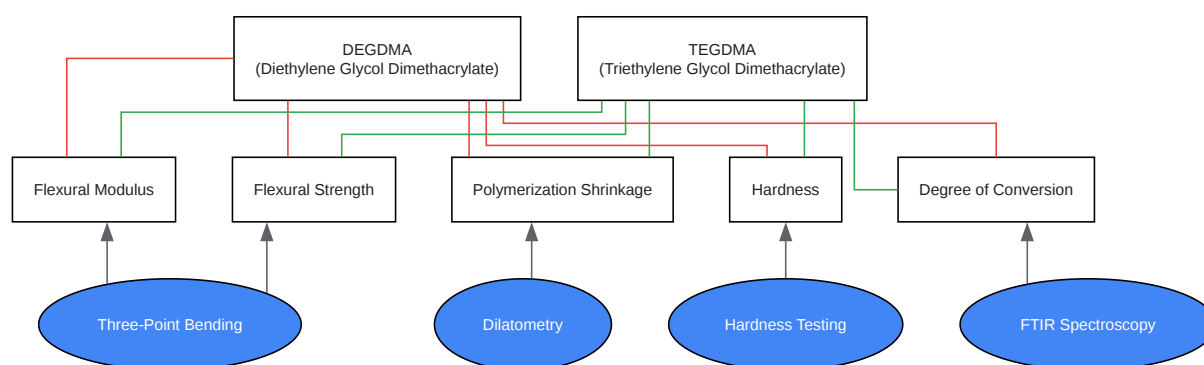 DEGDMA
(Diethylene Glycol Dimethacrylate)
TEGDMA
(Triethylene Glycol Dimethacrylate)
Flexural Modulus
Flexural Strength
Polymerization Shrinkage
Hardness
Degree of Conversion
Three-Point Bending
Dilatometry
Hardness Testing
FTIR Spectroscopy